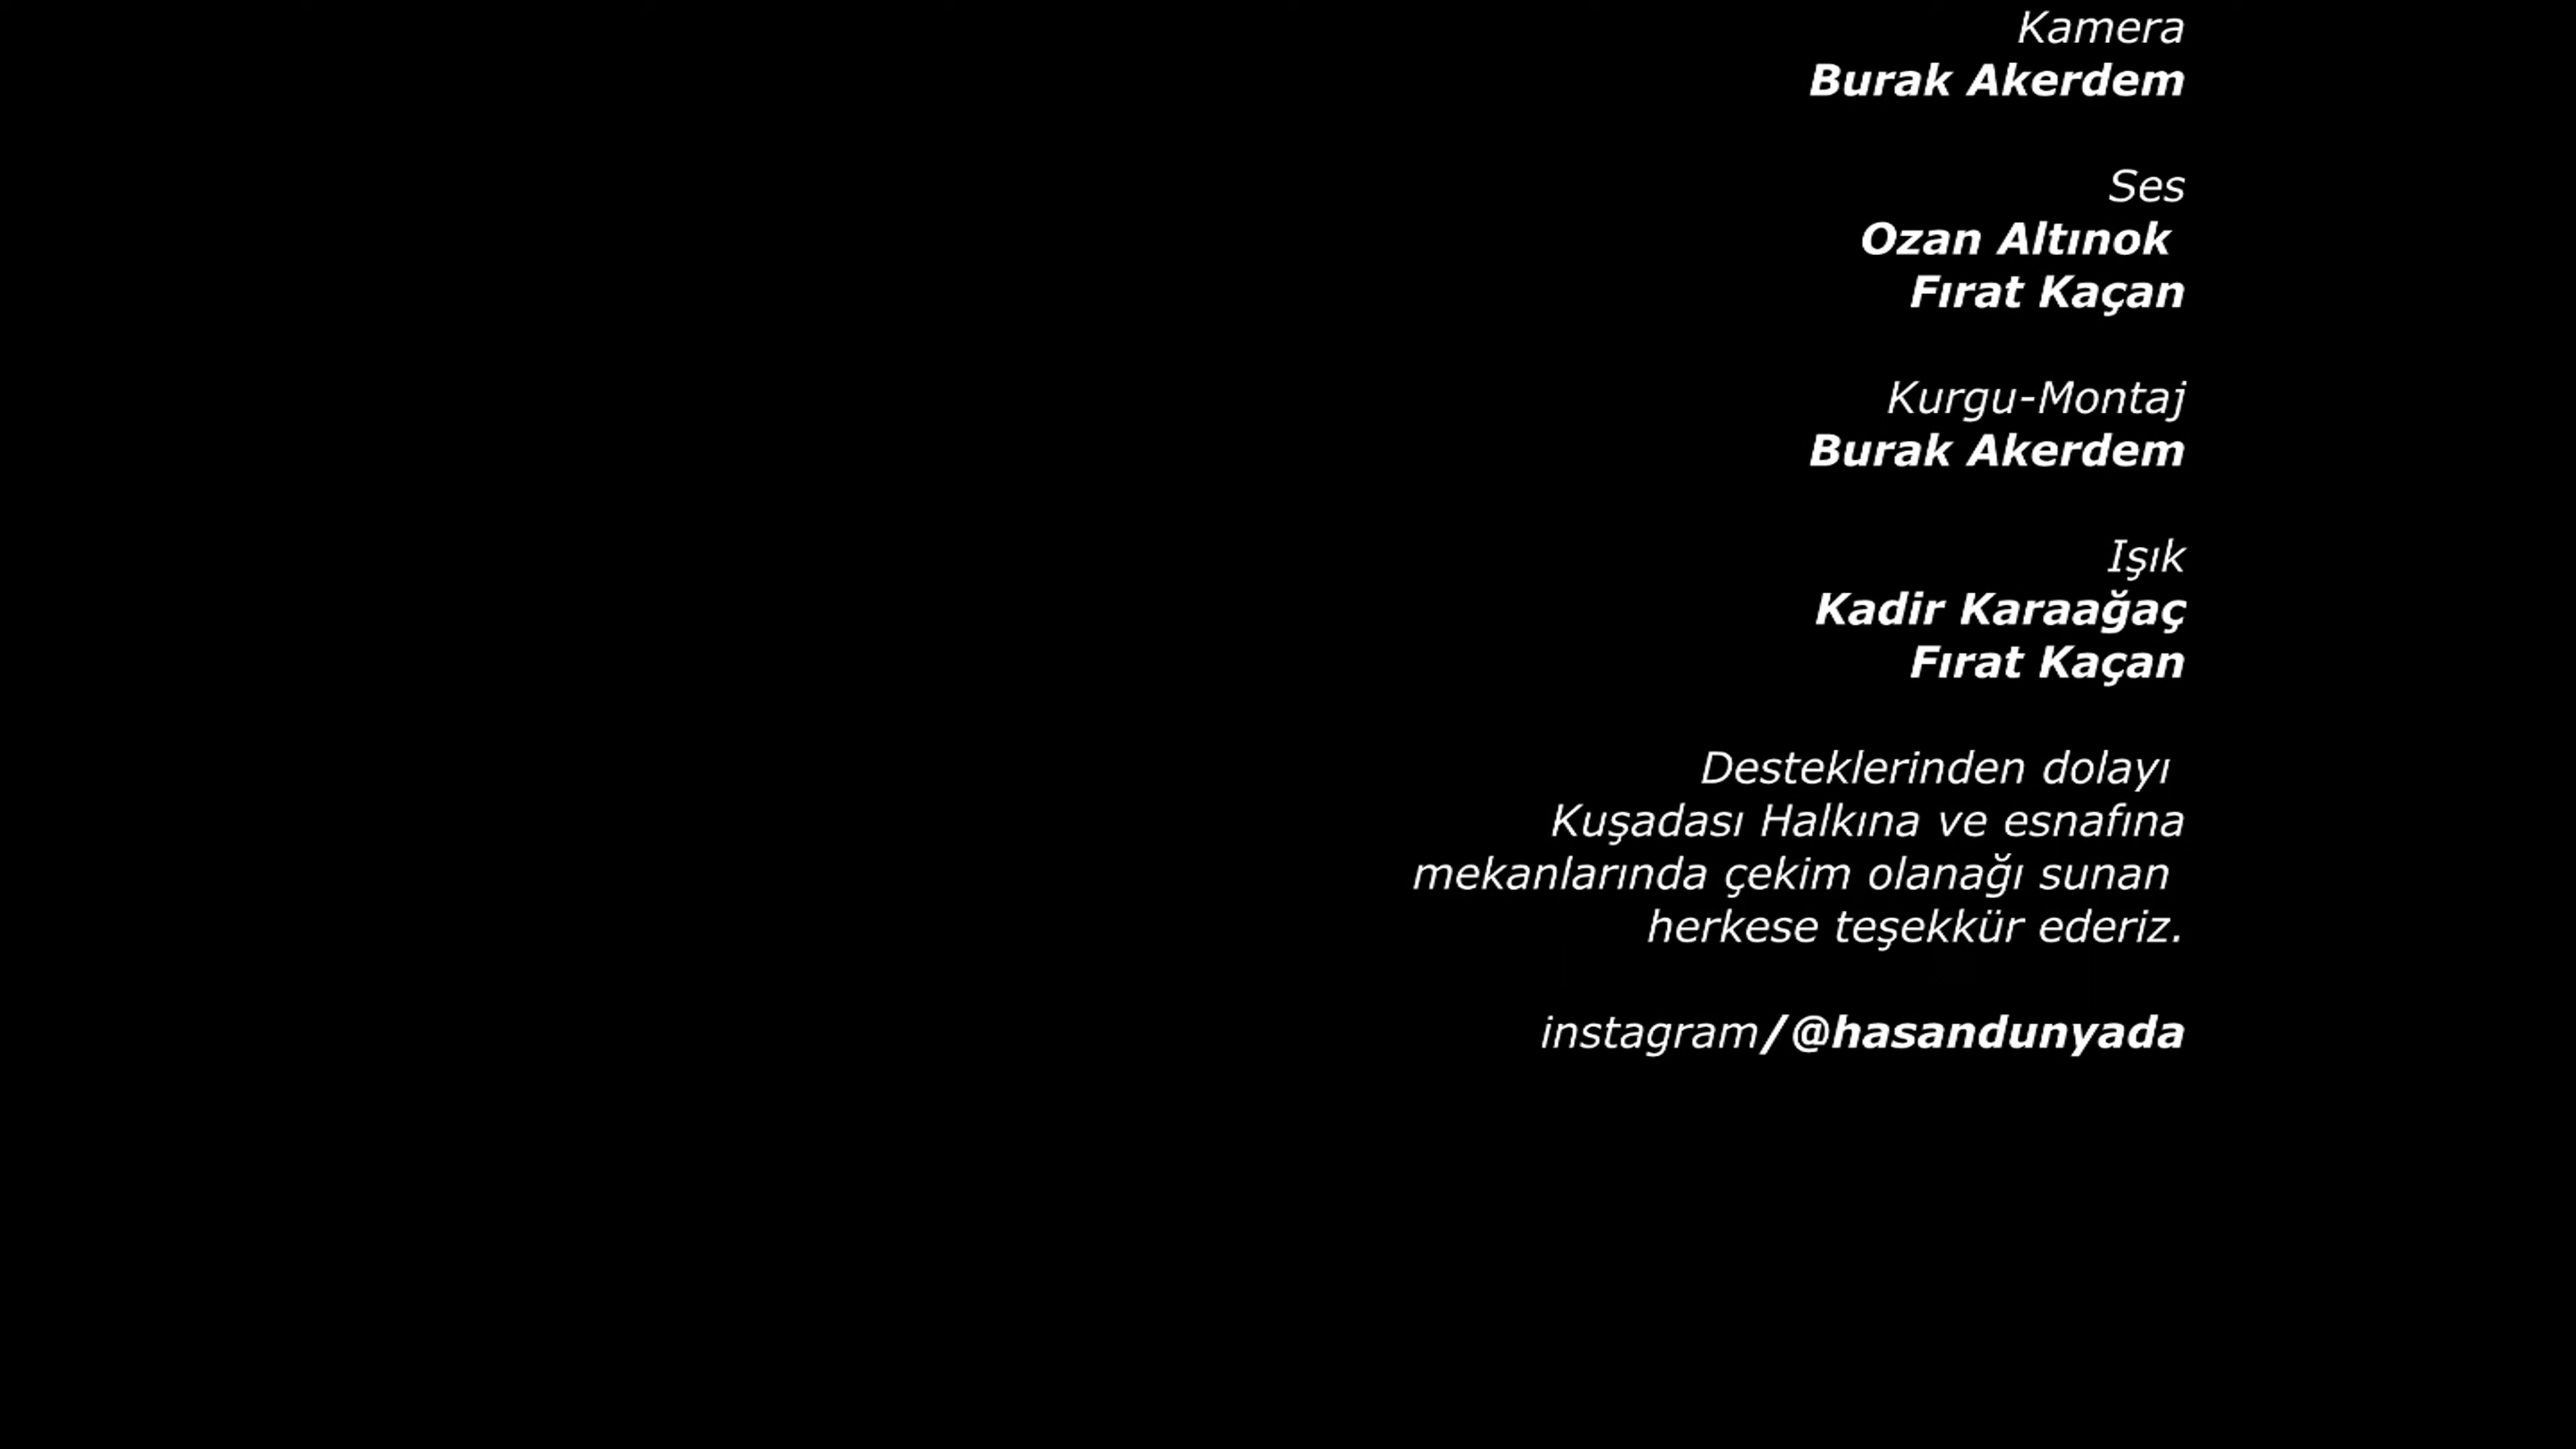 Kamera
Burak Akerdem
Ses
Ozan Altınok
Fırat Kaçan
Kurgu-Montaj
Burak Akerdem
Işık
Kadir Karaağaç
Fırat Kaçan
Desteklerinden dolayı
Kuşadası Halkına ve esnafına
mekanlarında çekim olanağı sunan
herkese teşekkür ederiz.
instagram/@hasandunyada